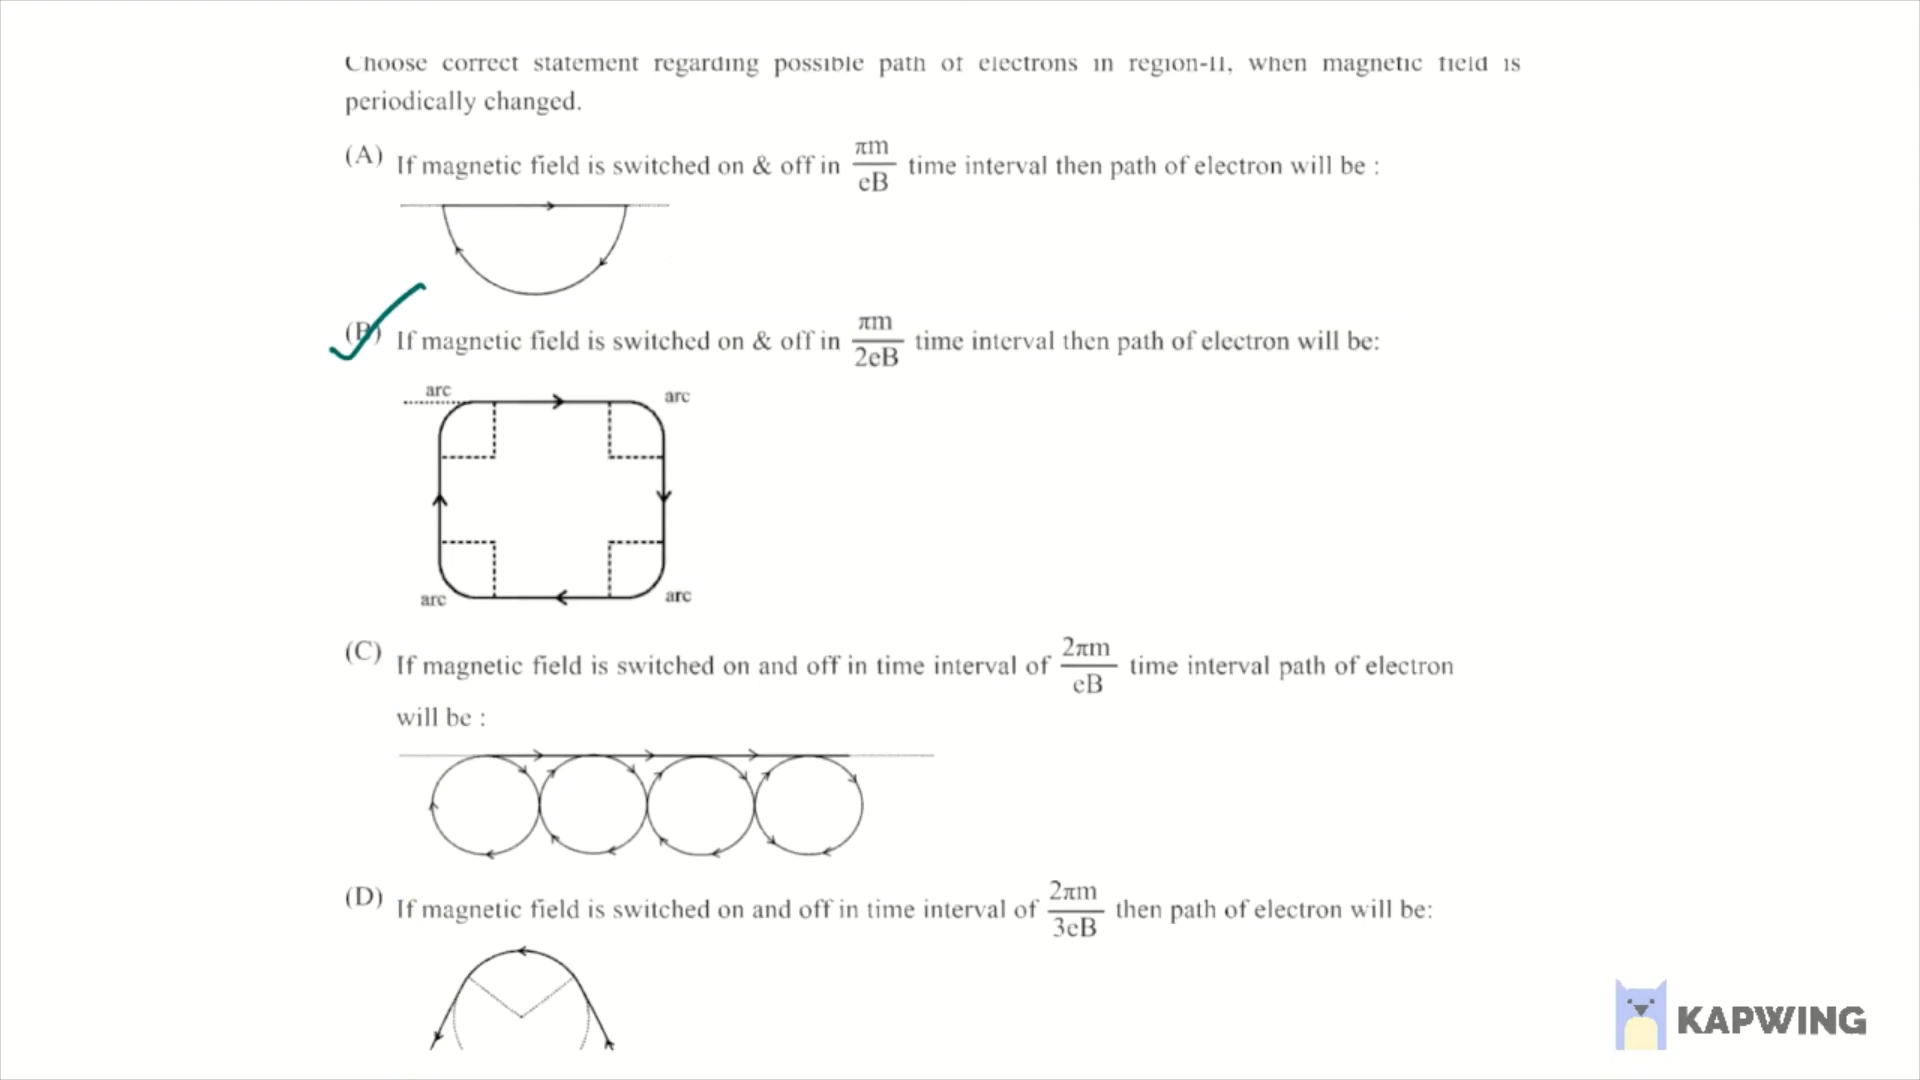 Choose correct statement regarding possible path of electrons in region-II, when magnetic field is
periodically changed.
(A) If magnetic field is switched on & off in πm/eB time interval then path of electron will be :
(B) If magnetic field is switched on & off in πm/2eB time interval then path of electron will be:
arc
arc
arc
arc
(C) If magnetic field is switched on and off in time interval of 2πm/eB time interval path of electron
will be :
(D) If magnetic field is switched on and off in time interval of 2πm/3eB then path of electron will be:
KAPWING